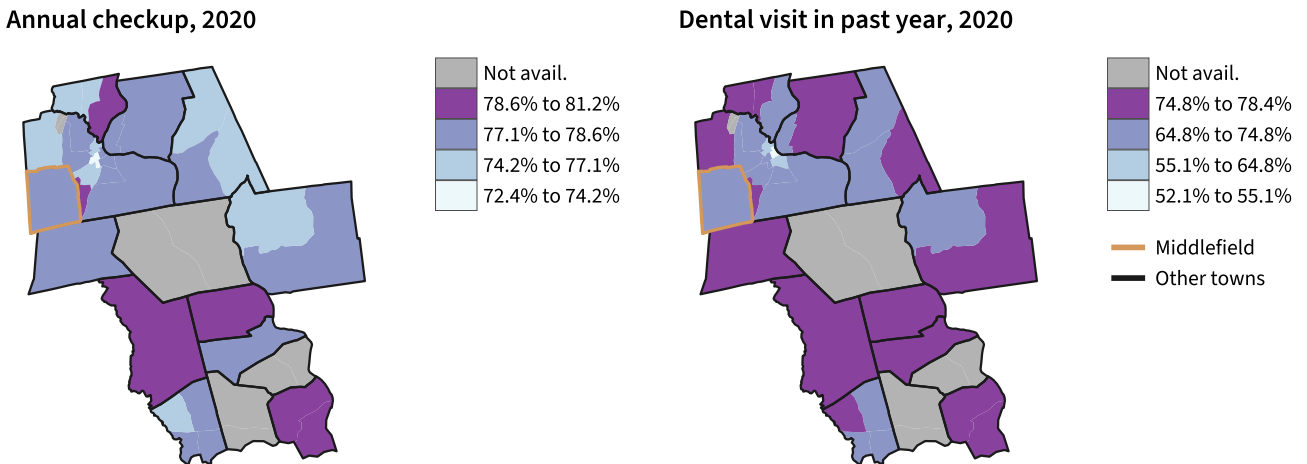 Annual checkup, 2020
Not avail.
78.6% to 81.2%
77.1% to 78.6%
74.2% to 77.1%
72.4% to 74.2%
Dental visit in past year, 2020
Not avail.
74.8% to 78.4%
64.8% to 74.8%
55.1% to 64.8%
52.1% to 55.1%
Middlefield
Other towns